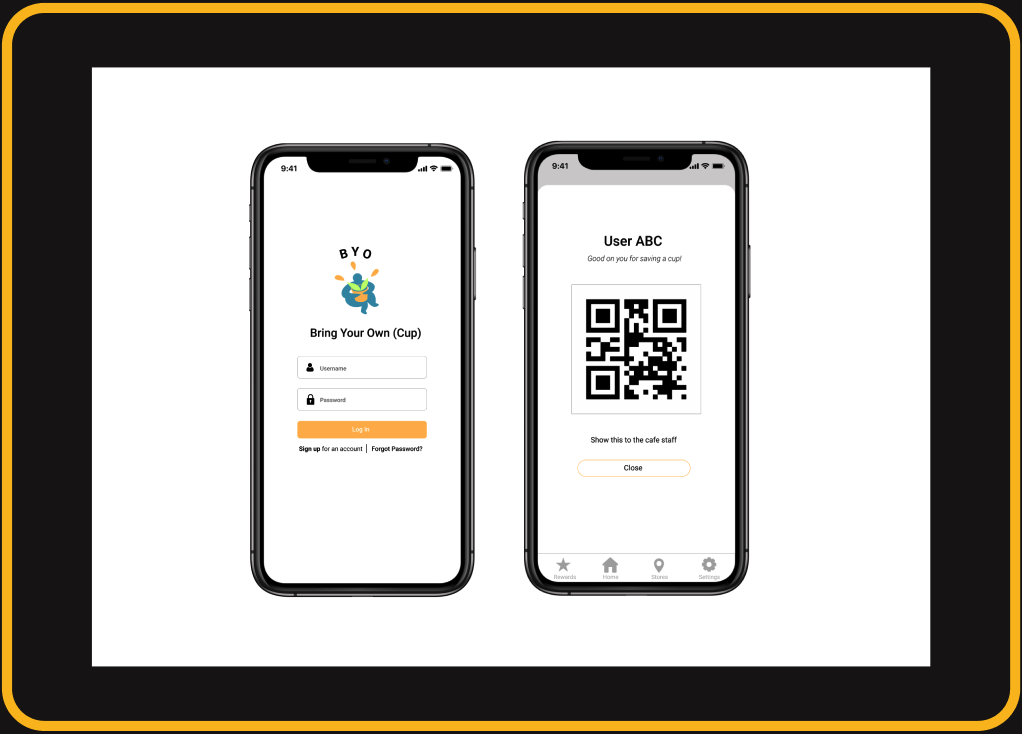 9:41
BYO
Bring Your Own (Cup)
Username
Password
Log in
Sign up for an account | Forgot Password?
9:41
User ABC
Good on you for saving a cup!
Show this to the cafe staff
Close
Rewards Home Stores Settings